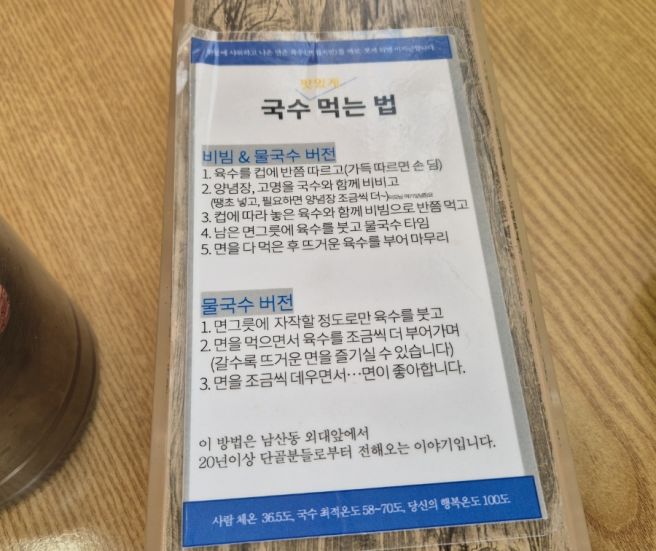 맛있게
국수 먹는 법
비빔 & 물국수 버전
1. 육수를 컵에 반쯤 따르고(가득 따르면 손 딤)
2. 양념장, 고명을 국수와 함께 비비고
(땡초 넣고, 필요하면 양념장 조금씩 더~)
3. 컵에 따라 놓은 육수와 함께 비빔으로 반쯤 먹고
4. 남은 면그릇에 육수를 붓고 물국수 타임
5. 면을 다 먹은 후 뜨거운 육수를 부어 마무리
물국수 버전
1. 면그릇에 자작할 정도로만 육수를 붓고
2. 면을 먹으면서 육수를 조금씩 더 부어가며
(갈수록 뜨거운 면을 즐기실 수 있습니다)
3. 면을 조금씩 데우면서…면이 좋아합니다.
이 방법은 남산동 외대앞에서
20년이상 단골분들로부터 전해오는 이야기입니다.
사람 체온 36.5도, 국수 최적온도 58~70도, 당신의 행복온도 100도